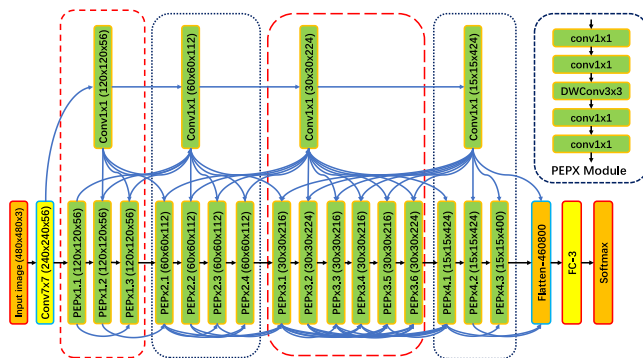 Conv1x1 (120x120x56)
Conv1x1 (60x60x112)
Conv1x1 (30x30x224)
Conv1x1 (15x15x424)
conv1x1
conv1x1
DWConv3x3
conv1x1
conv1x1
PEPX Module
Input image (480x480x3)
Conv7x7 (240x240x56)
PEPx1.1 (120x120x56)
PEPx1.2 (120x120x56)
PEPx1.3 (120x120x56)
PEPx2.1 (60x60x112)
PEPx2.2 (60x60x112)
PEPx2.3 (60x60x112)
PEPx2.4 (60x60x112)
PEPx3.1 (30x30x216)
PEPx3.2 (30x30x224)
PEPx3.3 (30x30x216)
PEPx3.4 (30x30x216)
PEPx3.5 (30x30x216)
PEPx3.6 (30x30x224)
PEPx4.1 (15x15x424)
PEPx4.2 (15x15x424)
PEPx4.3 (15x15x400)
Flatten=460800
FC-3
Softmax